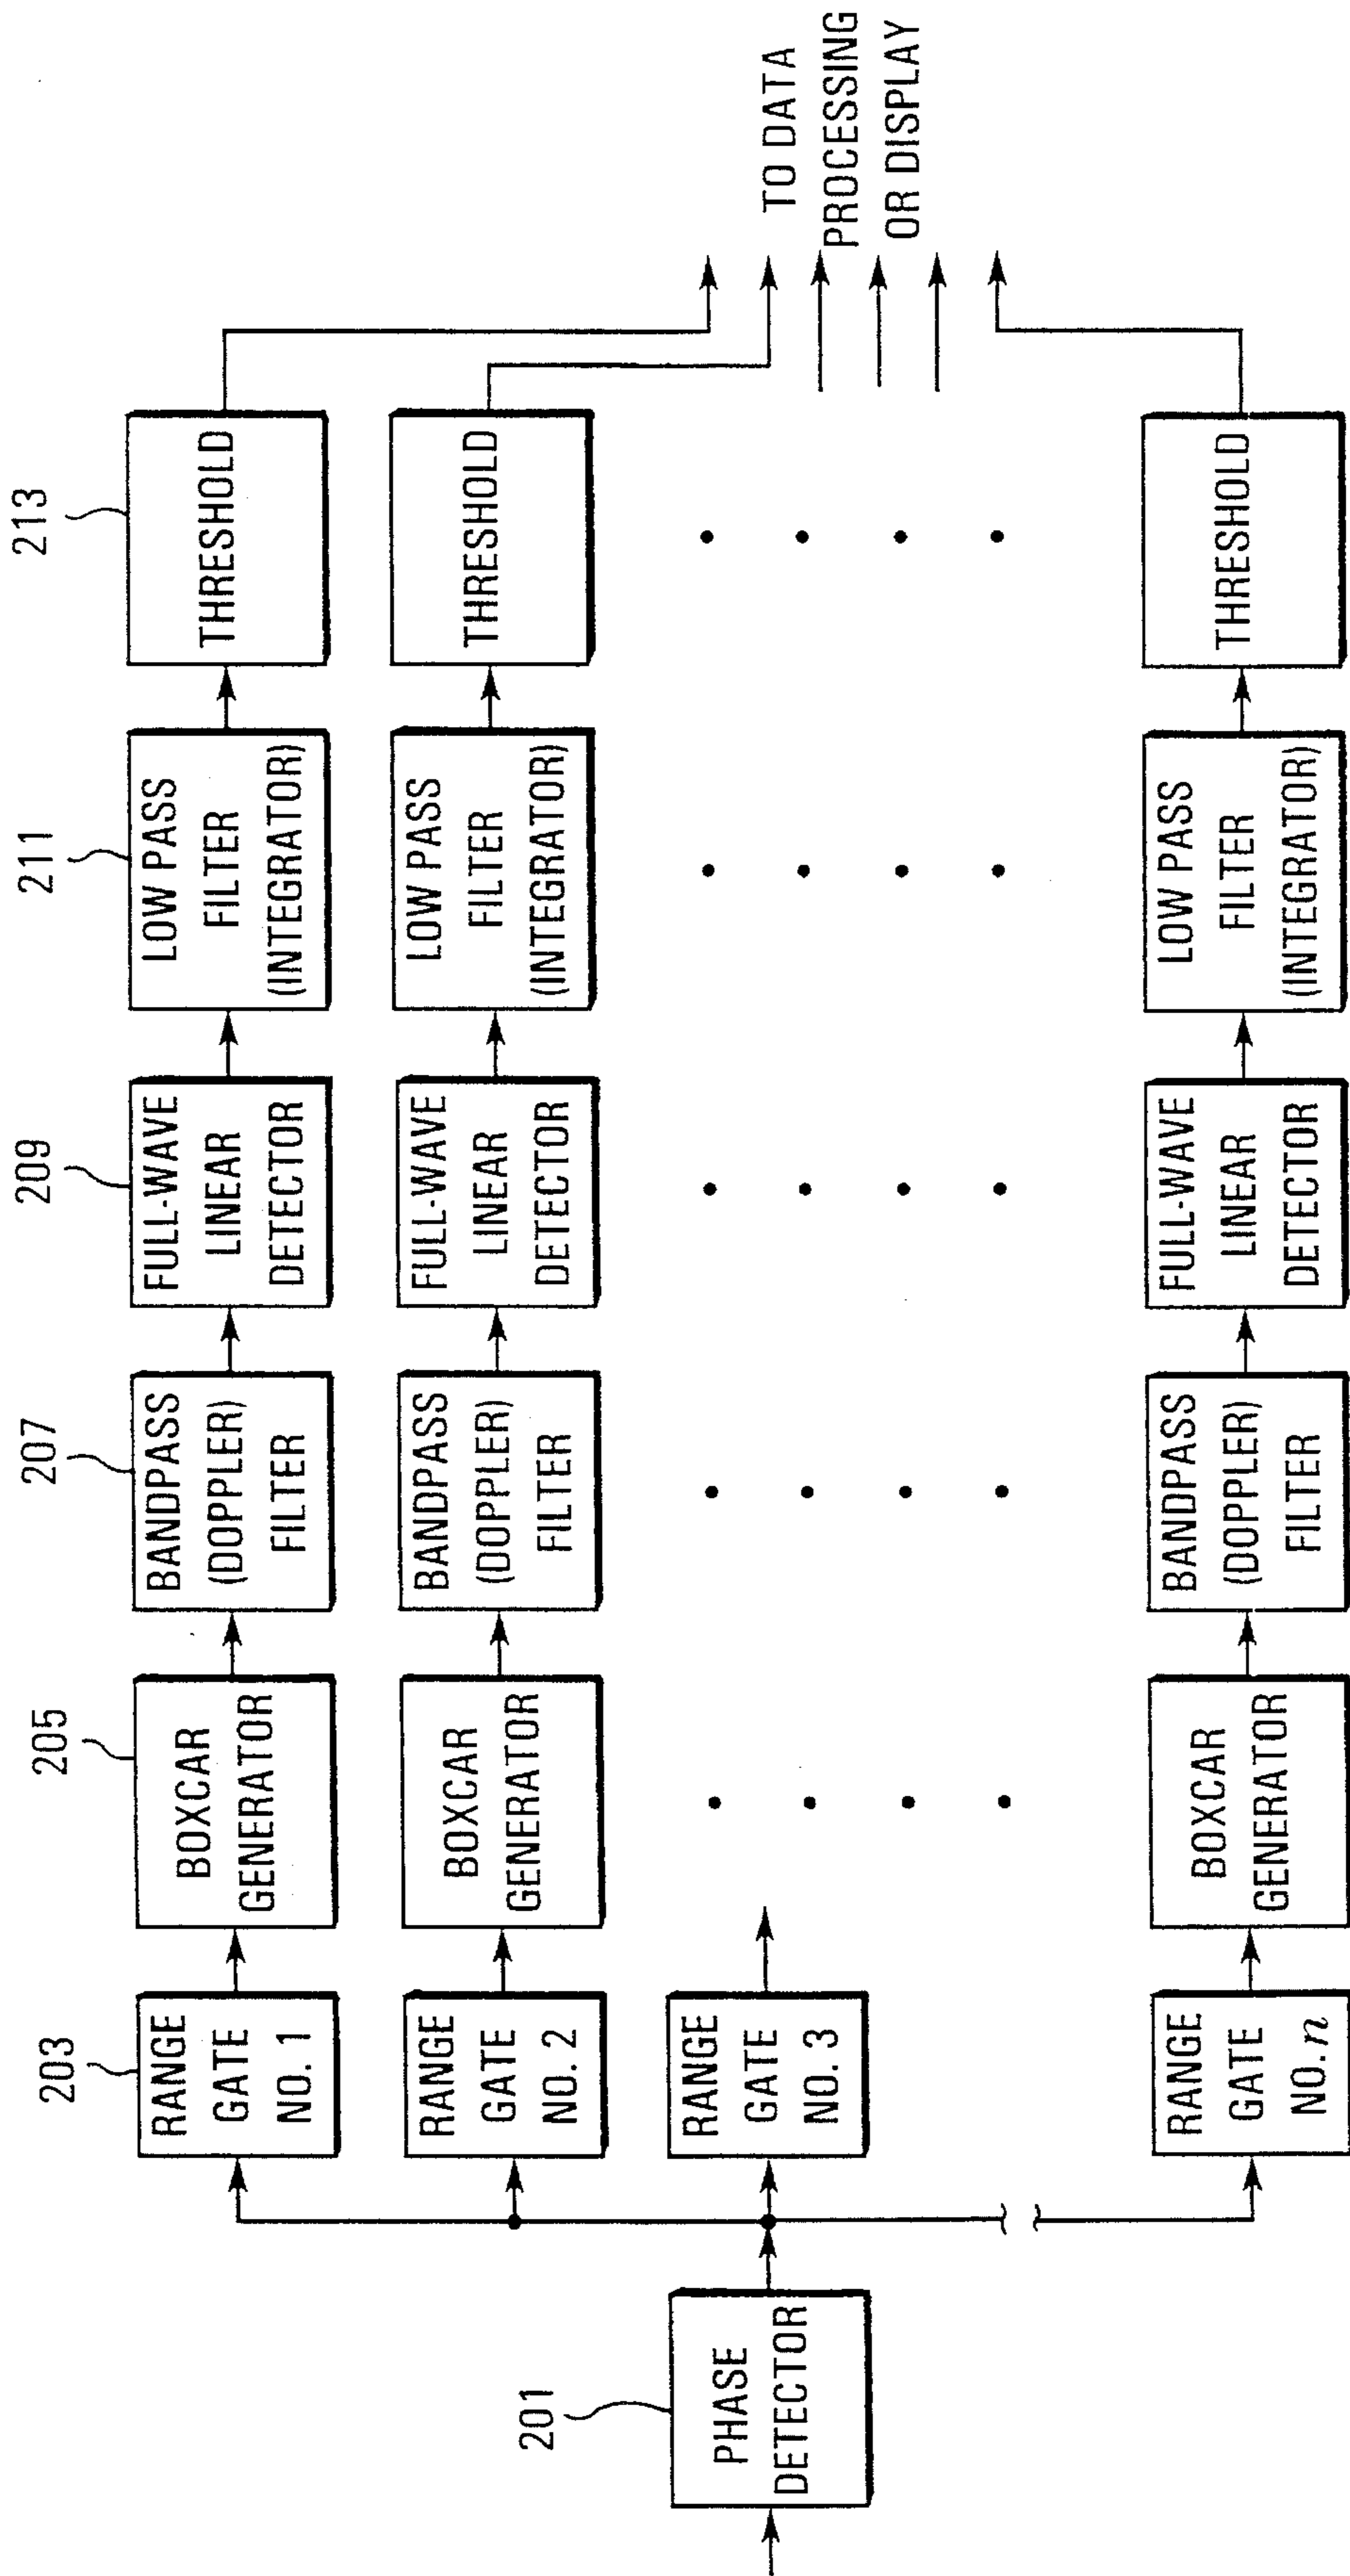 201
PHASE
DETECTOR
203
RANGE
GATE
NO. 1
205
BOXCAR
GENERATOR
207
BANDPASS
(DOPPLER)
FILTER
209
FULL-WAVE
LINEAR
DETECTOR
211
LOW PASS
FILTER
(INTEGRATOR)
213
THRESHOLD
RANGE
GATE
NO. 2
BOXCAR
GENERATOR
BANDPASS
(DOPPLER)
FILTER
FULL-WAVE
LINEAR
DETECTOR
LOW PASS
FILTER
(INTEGRATOR)
THRESHOLD
RANGE
GATE
NO. 3
TO DATA
PROCESSING
OR DISPLAY
RANGE
GATE
NO. n
BOXCAR
GENERATOR
BANDPASS
(DOPPLER)
FILTER
FULL-WAVE
LINEAR
DETECTOR
LOW PASS
FILTER
(INTEGRATOR)
THRESHOLD